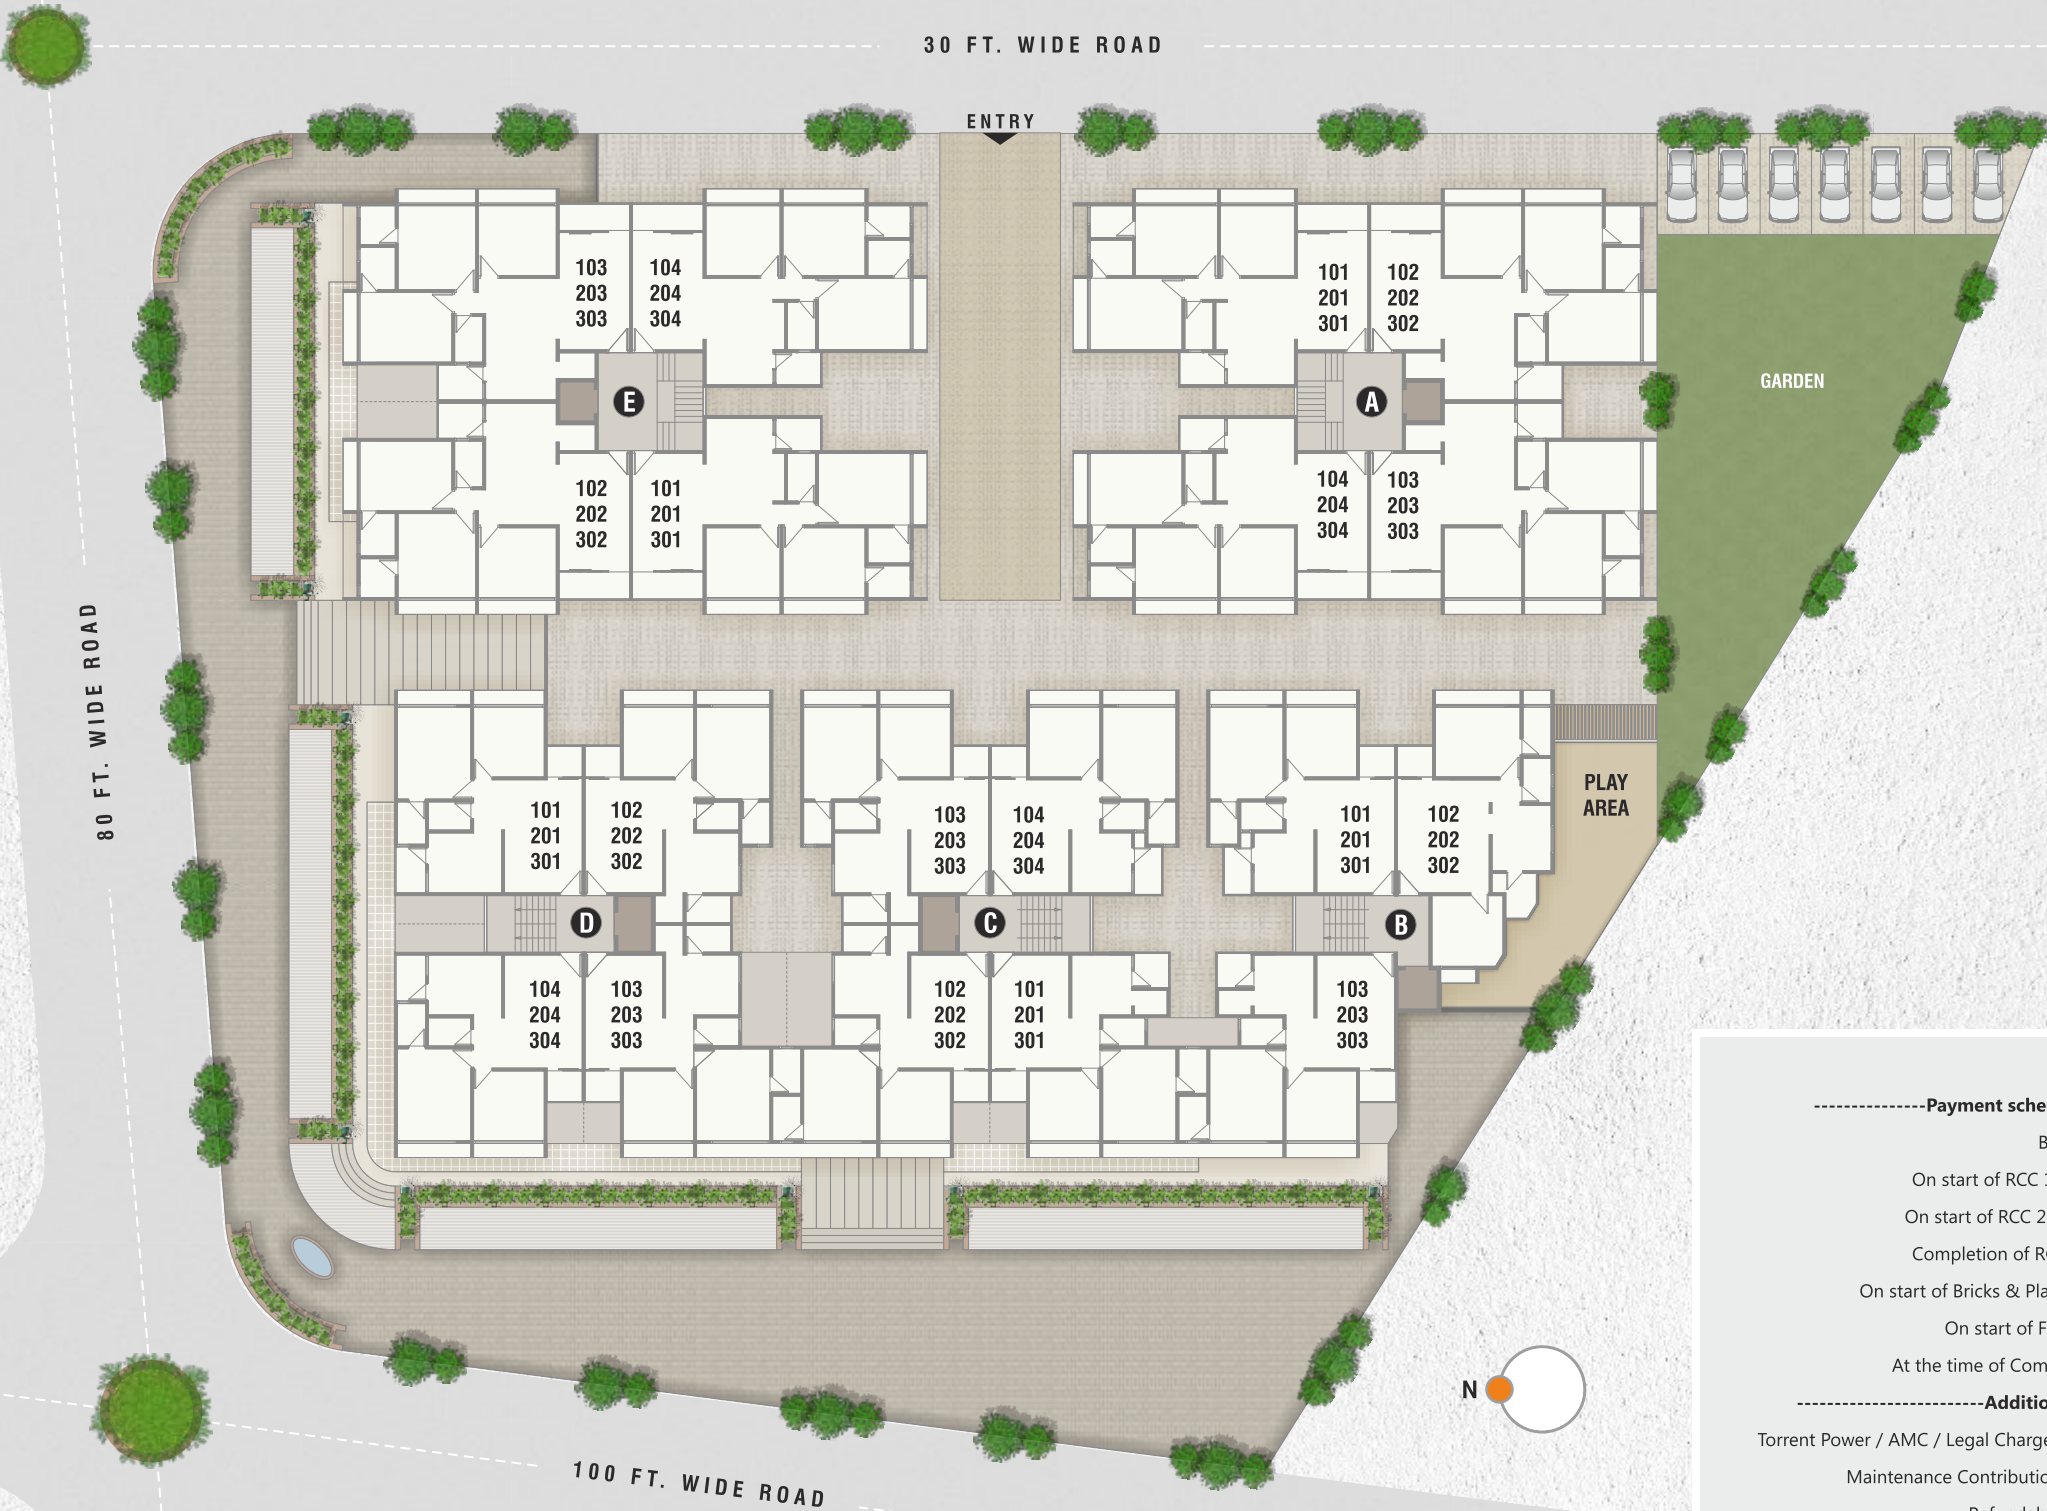 30 FT. WIDE ROAD
ENTRY
103
203
303
104
204
304
E
102
202
302
101
201
301
101
201
301
102
202
302
A
104
204
304
103
203
303
GARDEN
80 FT. WIDE ROAD
101
201
301
102
202
302
D
104
204
304
103
203
303
103
203
303
104
204
304
C
102
202
302
101
201
301
101
201
301
102
202
302
B
103
203
303
PLAY
AREA
---------------Payment sche
On start of RCC 1
On start of RCC 2
Completion of R
On start of Bricks & Pla
On start of F
At the time of Com
-------------------------Additio
Torrent Power / AMC / Legal Charge
Maintenance Contributio
N
100 FT. WIDE ROAD